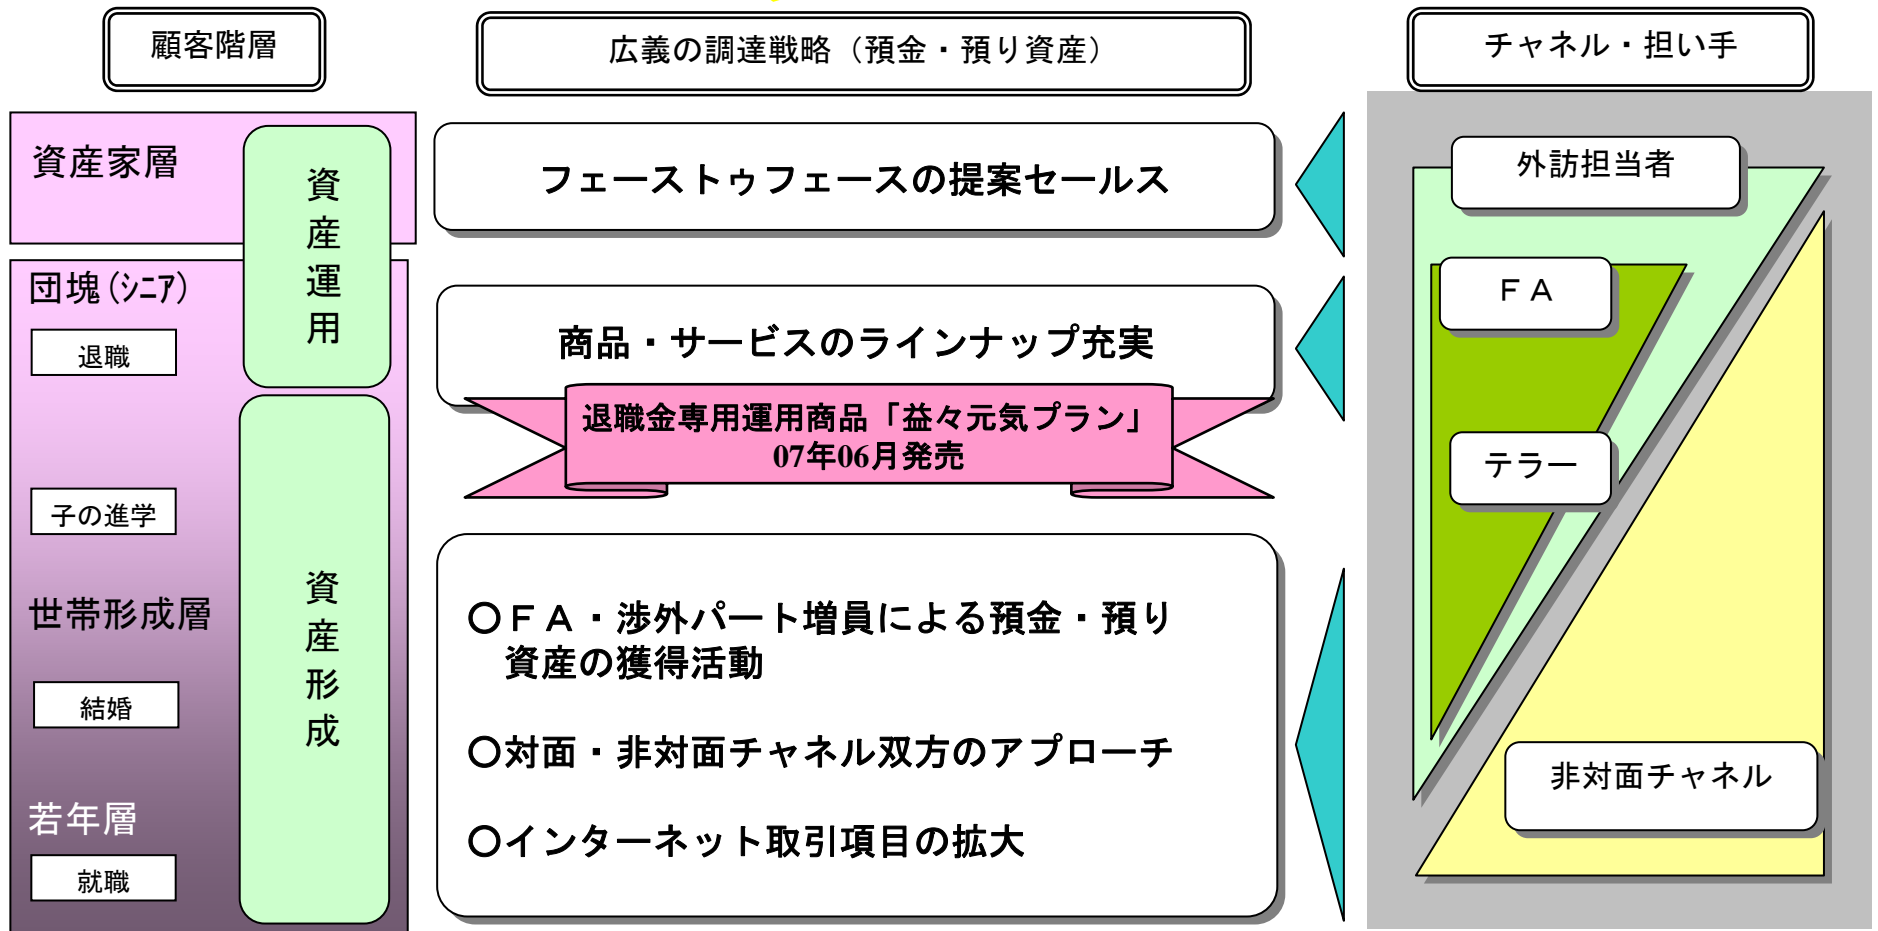 顧客階層
広義の調達戦略（預金・預り資産）
チャネル・担い手
資産家層
資産運用
フェーストゥフェースの提案セールス
外訪担当者
団塊(ｼﾆｱ)
退職
商品・サービスのラインナップ充実
退職金専用運用商品「益々元気プラン」
07年06月発売
ＦＡ
テラー
子の進学
世帯形成層
結婚
若年層
就職
資産形成
○ＦＡ・渉外パート増員による預金・預り
資産の獲得活動
○対面・非対面チャネル双方のアプローチ
○インターネット取引項目の拡大
非対面チャネル